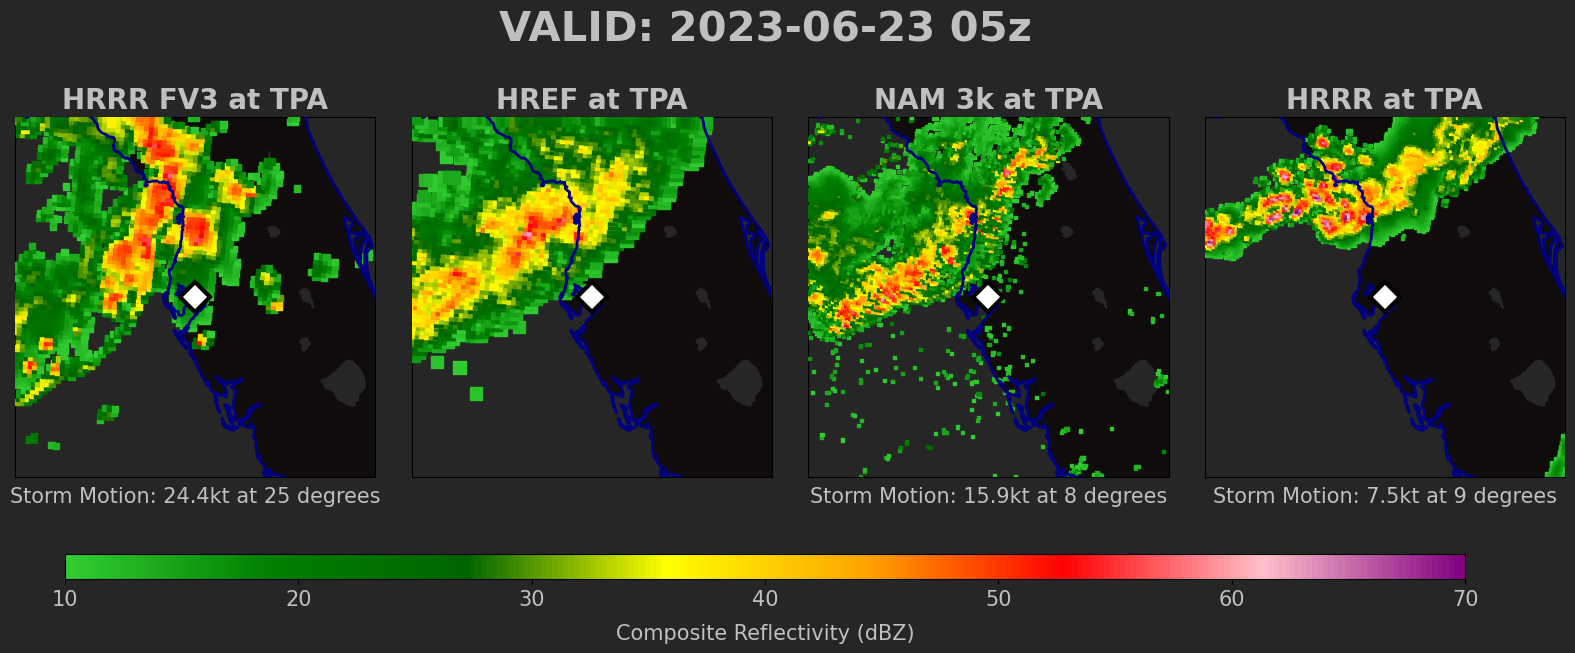 VALID: 2023-06-23 05z
HRRR FV3 at TPA
HREF at TPA
NAM 3k at TPA
HRRR at TPA
Storm Motion: 24.4kt at 25 degrees
Storm Motion: 15.9kt at 8 degrees
Storm Motion: 7.5kt at 9 degrees
10 20 30 40 50 60 70
Composite Reflectivity (dBZ)